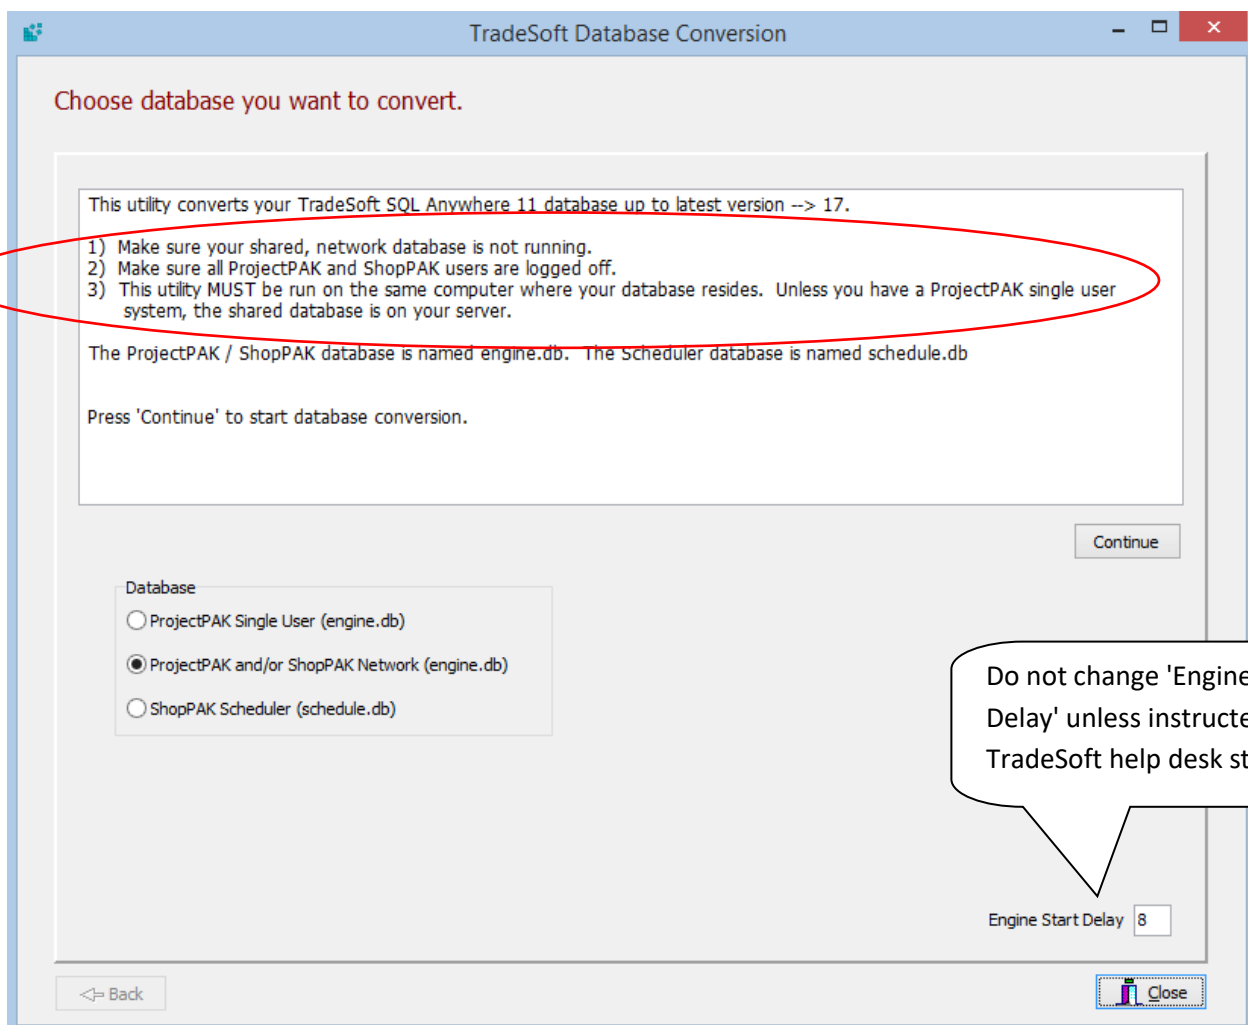 TradeSoft Database Conversion
Choose database you want to convert.
This utility converts your TradeSoft SQL Anywhere 11 database up to latest version --> 17.
1) Make sure your shared, network database is not running.
2) Make sure all ProjectPAK and ShopPAK users are logged off.
3) This utility MUST be run on the same computer where your database resides. Unless you have a ProjectPAK single user
system, the shared database is on your server.
The ProjectPAK / ShopPAK database is named engine.db. The Scheduler database is named schedule.db
Press 'Continue' to start database conversion.
Continue
Database
ProjectPAK Single User (engine.db)
ProjectPAK and/or ShopPAK Network (engine.db)
ShopPAK Scheduler (schedule.db)
Do not change 'Engine
Delay' unless instructe
TradeSoft help desk st
Engine Start Delay 8
<= Back
Close